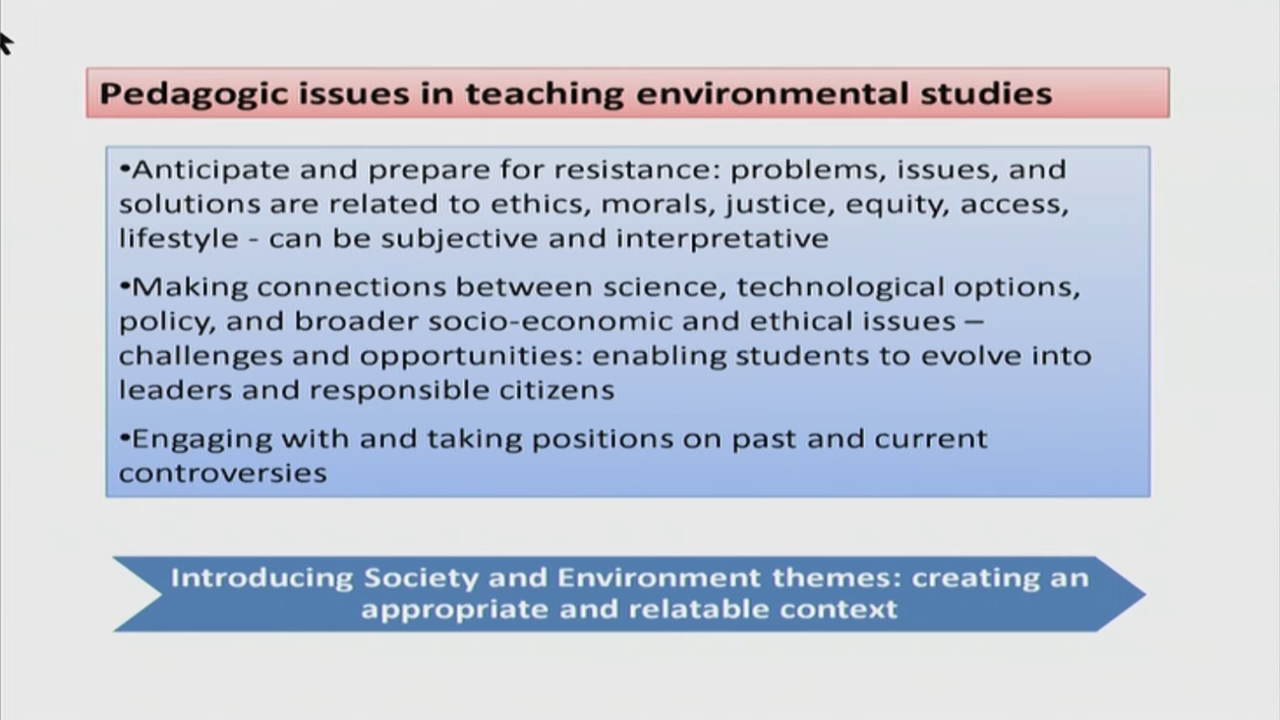 Pedagogic issues in teaching environmental studies
•Anticipate and prepare for resistance: problems, issues, and
solutions are related to ethics, morals, justice, equity, access,
lifestyle - can be subjective and interpretative
•Making connections between science, technological options,
policy, and broader socio-economic and ethical issues –
challenges and opportunities: enabling students to evolve into
leaders and responsible citizens
•Engaging with and taking positions on past and current
controversies
Introducing Society and Environment themes: creating an
appropriate and relatable context